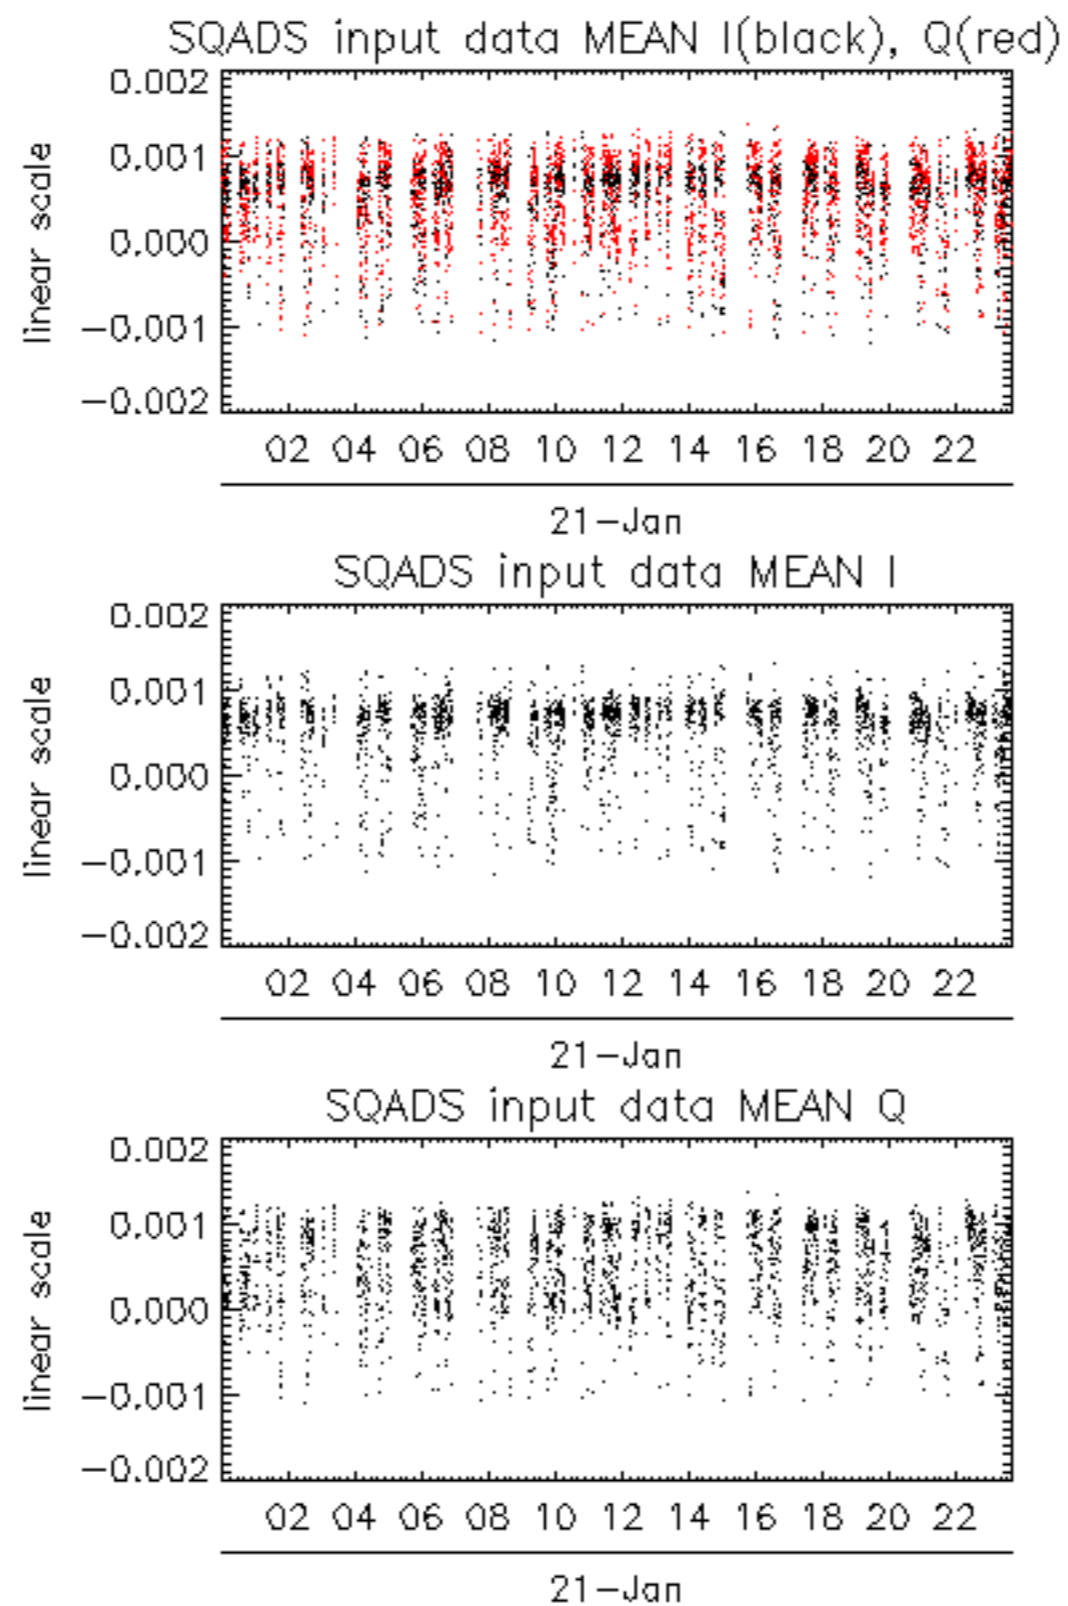 SQADS input data MEAN I(black), Q(red)
0.002
0.001
0.000
−0.001
−0.002
linear scale
02 04 06 08 10 12 14 16 18 20 22
21−Jan
SQADS input data MEAN I
0.002
0.001
0.000
−0.001
−0.002
linear scale
02 04 06 08 10 12 14 16 18 20 22
21−Jan
SQADS input data MEAN Q
0.002
0.001
0.000
−0.001
−0.002
linear scale
02 04 06 08 10 12 14 16 18 20 22
21−Jan